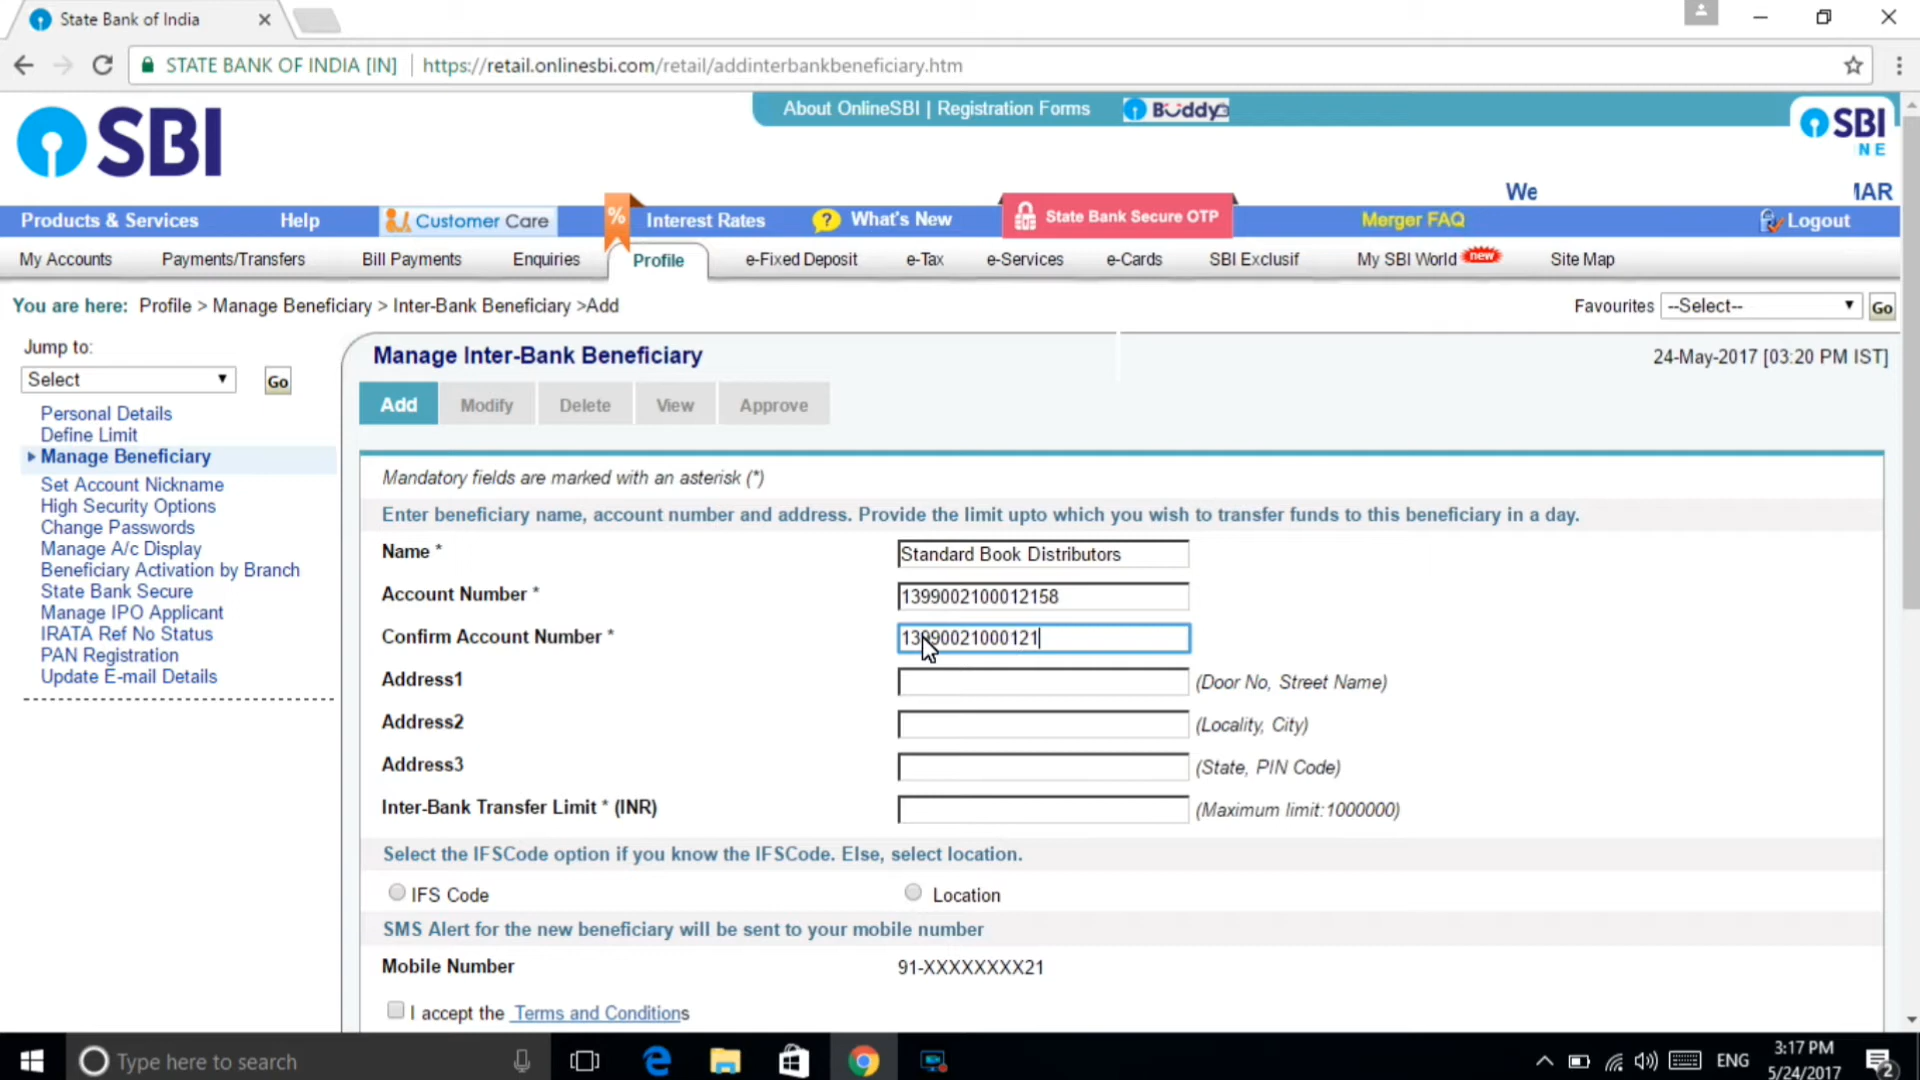 State Bank of India
STATE BANK OF INDIA [IN] https://retail.onlinesbi.com/retail/addinterbankbeneficiary.htm
SBI
About OnlineSBI | Registration Forms Buddy
SBI
NE
We MAR
Products & Services Help Customer Care % Interest Rates ? What's New State Bank Secure OTP Merger FAQ Logout
My Accounts Payments/Transfers Bill Payments Enquiries Profile e-Fixed Deposit e-Tax e-Services e-Cards SBI Exclusif My SBI World new Site Map
You are here: Profile > Manage Beneficiary > Inter-Bank Beneficiary >Add Favourites --Select-- Go
Jump to:
Select Go
Personal Details
Define Limit
Manage Beneficiary
Set Account Nickname
High Security Options
Change Passwords
Manage A/c Display
Beneficiary Activation by Branch
State Bank Secure
Manage IPO Applicant
IRATA Ref No Status
PAN Registration
Update E-mail Details
Manage Inter-Bank Beneficiary 24-May-2017 [03:20 PM IST]
Add Modify Delete View Approve
Mandatory fields are marked with an asterisk (*)
Enter beneficiary name, account number and address. Provide the limit upto which you wish to transfer funds to this beneficiary in a day.
Name * Standard Book Distributors
Account Number * 1399002100012158
Confirm Account Number * 13990021000121
Address1 (Door No, Street Name)
Address2 (Locality, City)
Address3 (State, PIN Code)
Inter-Bank Transfer Limit * (INR) (Maximum limit:1000000)
Select the IFSCode option if you know the IFSCode. Else, select location.
IFS Code Location
SMS Alert for the new beneficiary will be sent to your mobile number
Mobile Number 91-XXXXXXXX21
I accept the Terms and Conditions
Type here to search ENG 3:17 PM
5/24/2017 2